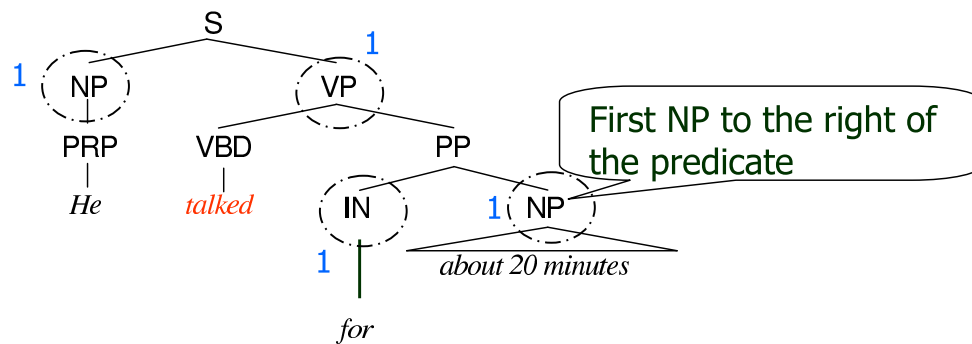 S
1
1 NP VP
First NP to the right of
the predicate
PRP VBD PP
He talked IN 1 NP
1
about 20 minutes
for